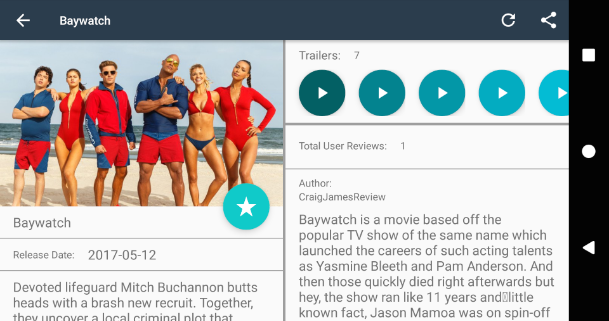 Baywatch
Baywatch
Release Date: 2017-05-12
Devoted lifeguard Mitch Buchannon butts
heads with a brash new recruit. Together,
they uncover a local criminal plot that
Trailers: 7
Total User Reviews: 1
Author:
CraigJamesReview
Baywatch is a movie based off the
popular TV show of the same name which
launched the careers of such acting talents
as Yasmine Bleeth and Pam Anderson. And
then those quickly died right afterwards but
hey, the show ran like 11 years and little
known fact, Jason Mamoa was on spin-off